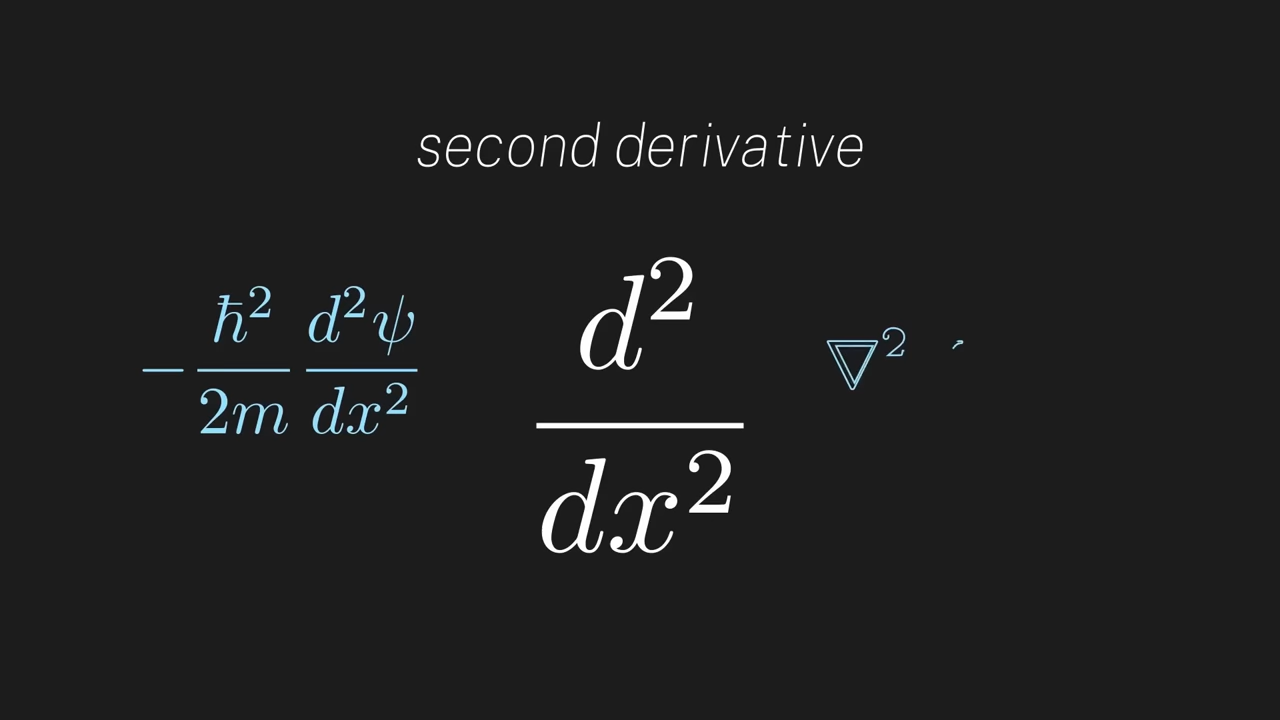 second derivative
−ℏ²/2m d²ψ/dx²
d²/dx²
∇²